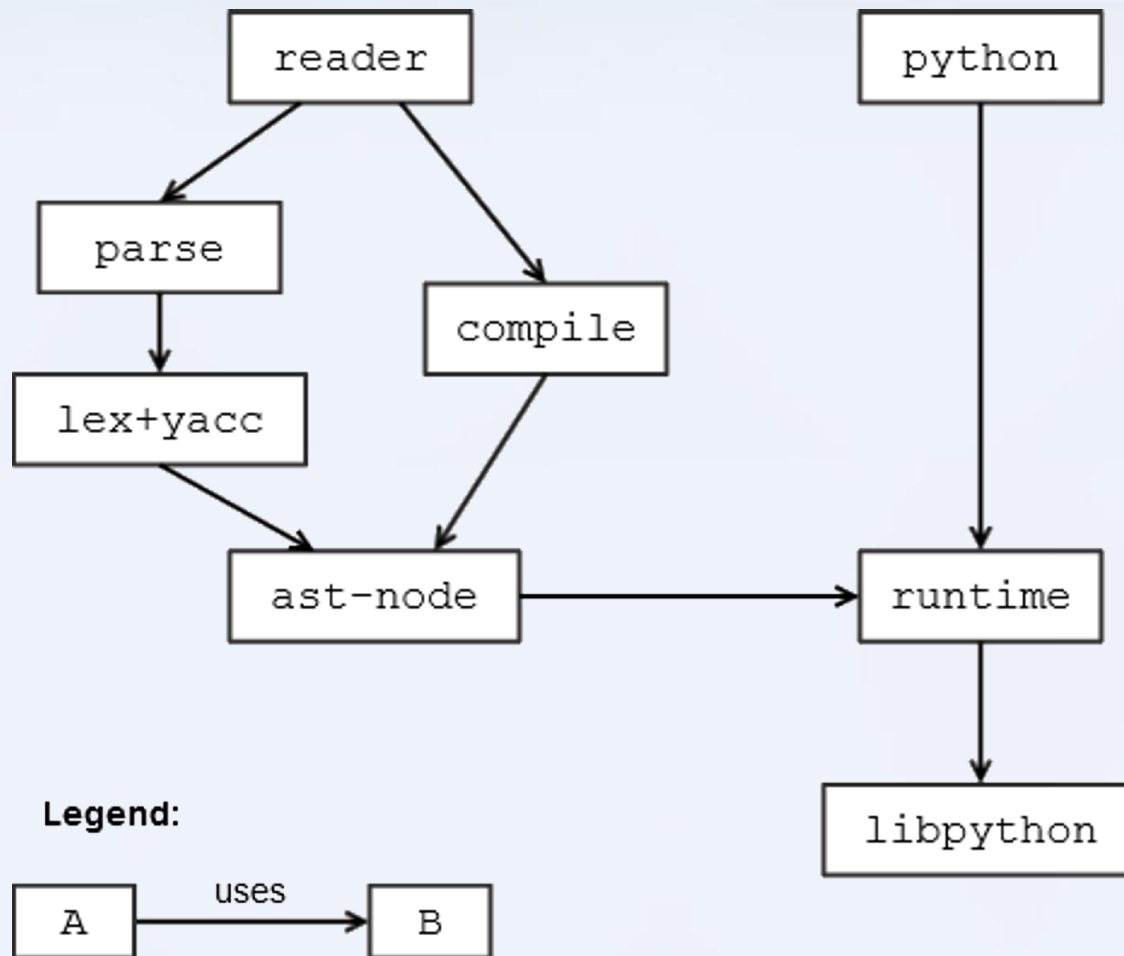 reader
python
parse
compile
lex+yacc
ast-node
runtime
libpython
Legend:
uses
A
B